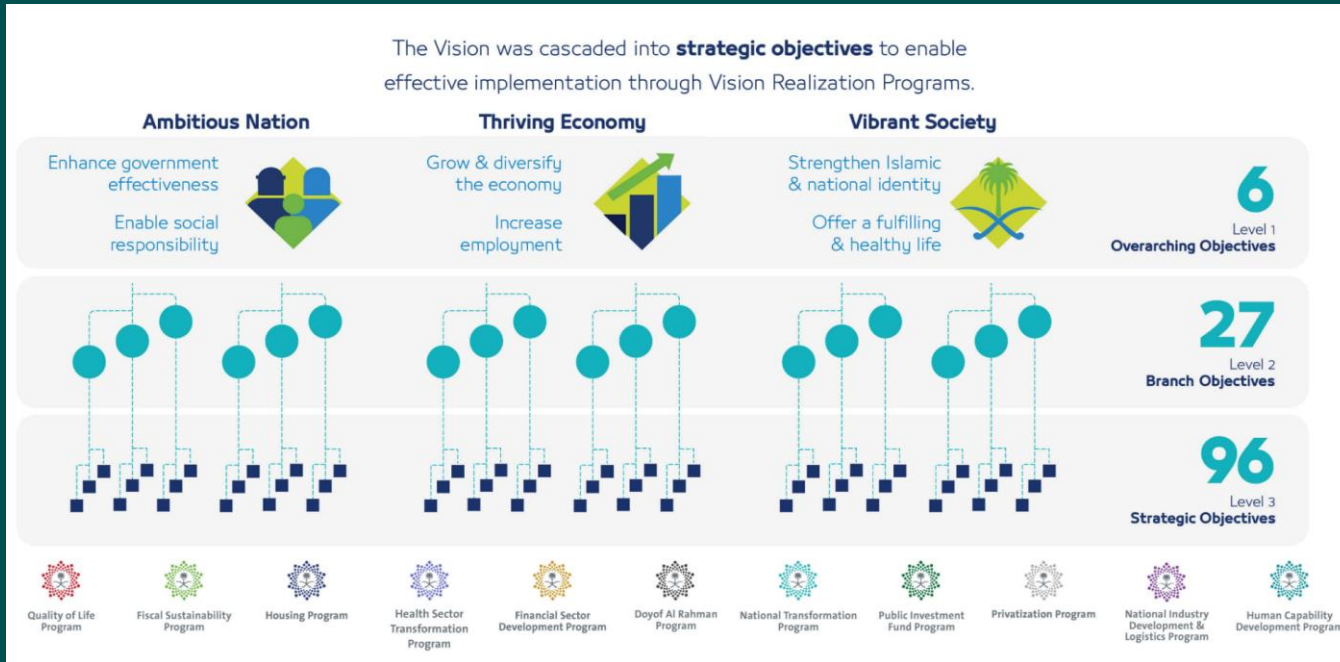 The Vision was cascaded into strategic objectives to enable
effective implementation through Vision Realization Programs.
Ambitious Nation
Thriving Economy
Vibrant Society
Enhance government
effectiveness
Enable social
responsibility
Grow & diversify
the economy
Increase
employment
Strengthen Islamic
& national identity
Offer a fulfilling
& healthy life
6
Level 1
Overarching Objectives
27
Level 2
Branch Objectives
96
Level 3
Strategic Objectives
Quality of Life
Program
Fiscal Sustainability
Program
Housing Program
Health Sector
Transformation
Program
Financial Sector
Development Program
Doyof Al Rahman
Program
National Transformation
Program
Public Investment
Fund Program
Privatization Program
National Industry
Development &
Logistics Program
Human Capability
Development Program